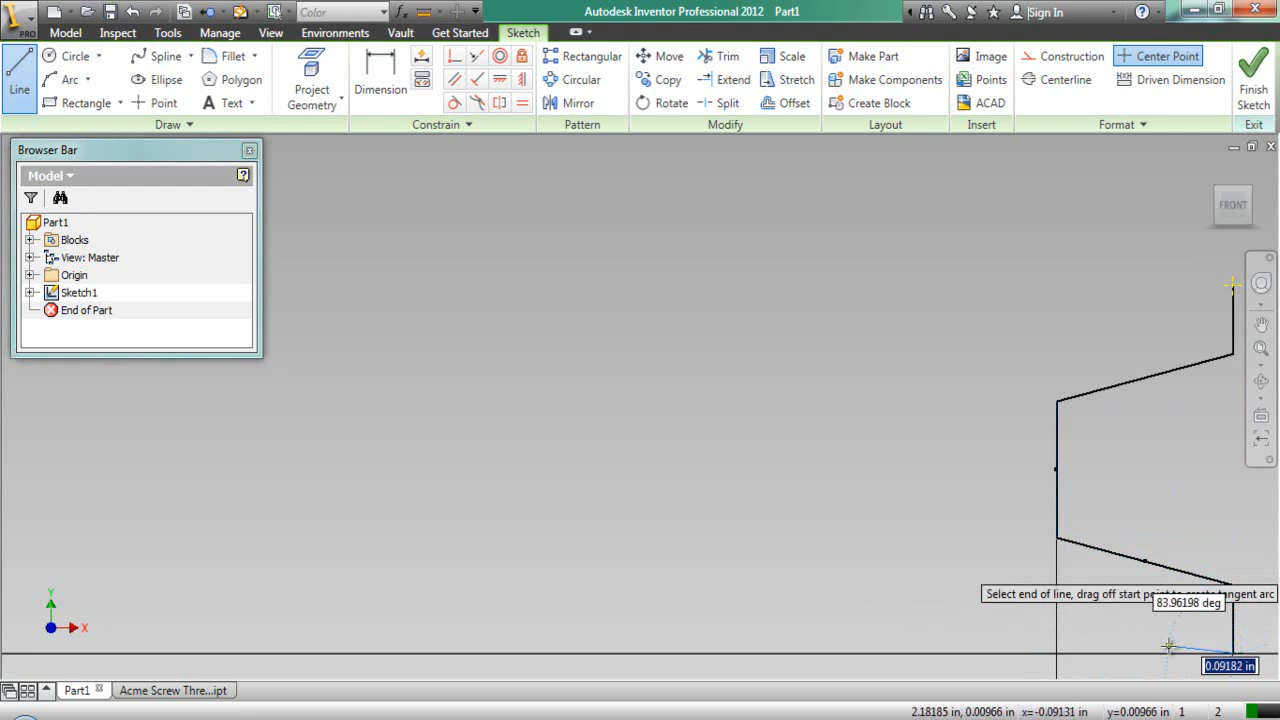 Color Autodesk Inventor Professional 2012 Part1 Sign In
PRO Model Inspect Tools Manage View Environments Vault Get Started Sketch
Circle Spline Fillet Rectangular Move Trim Scale Make Part Image Construction Center Point
Arc Ellipse Polygon Circular Copy Extend Stretch Make Components Points Centerline Driven Dimension
Rectangle Point Text Mirror Rotate Split Offset Create Block ACAD
Line Project Geometry Dimension Finish Sketch
Draw Constrain Pattern Modify Layout Insert Format Exit
Browser Bar
Model
Part1
Blocks
View: Master
Origin
Sketch1
End of Part
FRONT
Select end of line, drag off start point to create tangent arc
83.96198 deg
Y
X
0.09182 in
Part1 Acme Screw Thre...ipt
2.18185 in, 0.00966 in x=-0.09131 in y=0.00966 in 1 2